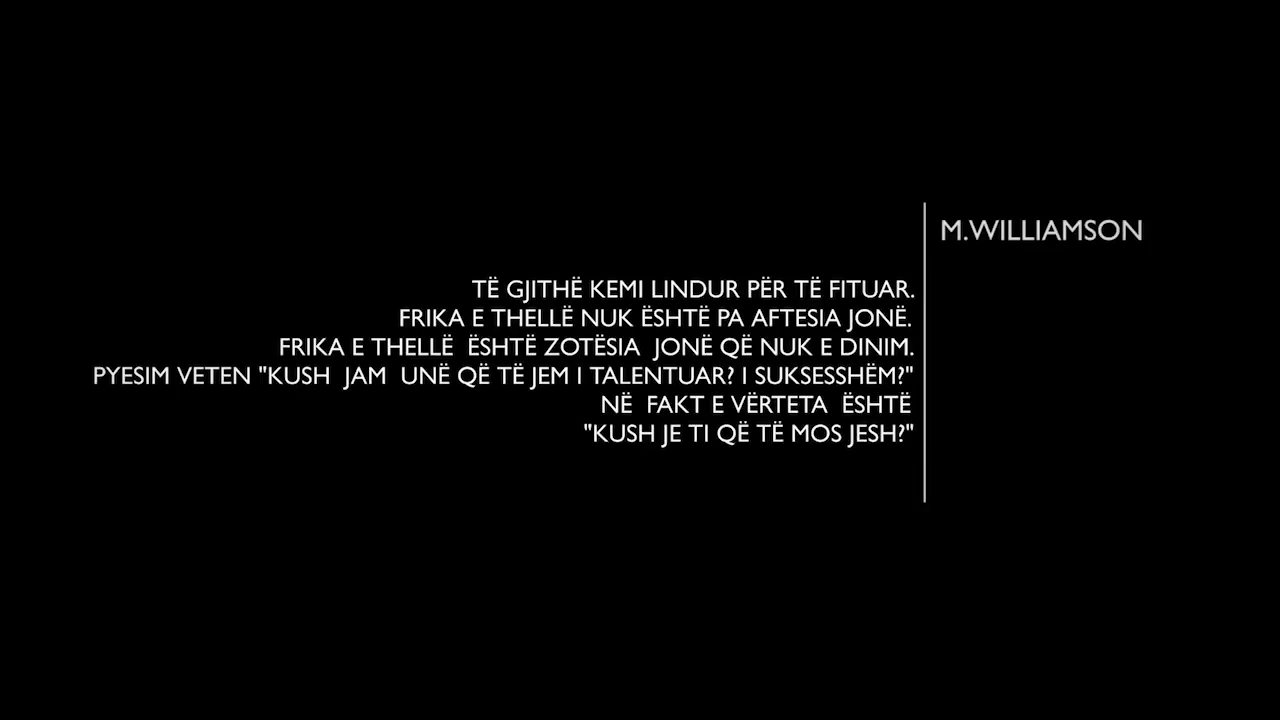 M.WILLIAMSON
TË GJITHË KEMI LINDUR PËR TË FITUAR.
FRIKA E THELLË NUK ËSHTË PA AFTESIA JONË.
FRIKA E THELLË ËSHTË ZOTËSIA JONË QË NUK E DINIM.
PYESIM VETEN "KUSH JAM UNË QË TË JEM I TALENTUAR? I SUKSESSHËM?"
NË FAKT E VËRTETA ËSHTË
"KUSH JE TI QË TË MOS JESH?"